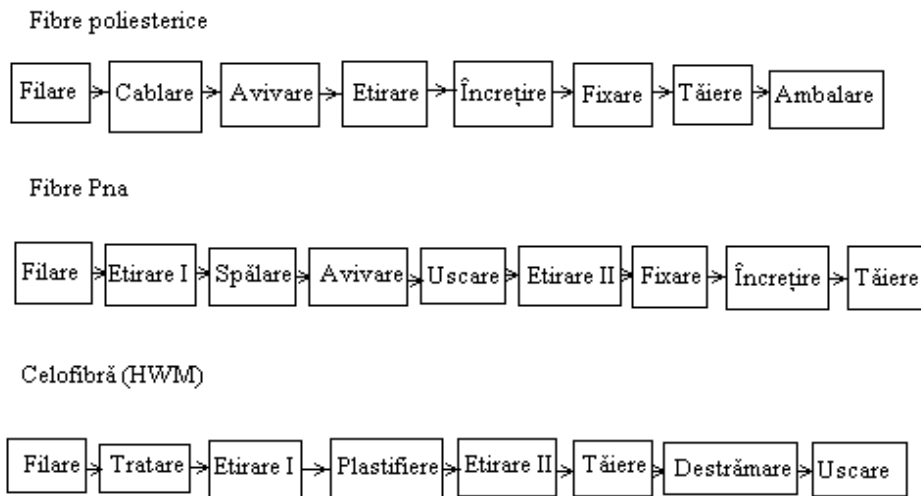 Fibre poliesterice
Filare Cablare Avivare Etirare Încrețire Fixare Tăiere Ambalare
Fibre Pna
Filare Etirare I Spălare Avivare Uscare Etirare II Fixare Încrețire Tăiere
Celofibră (HWM)
Filare Tratare Etirare I Plastifiere Etirare II Tăiere Destrămare Uscare